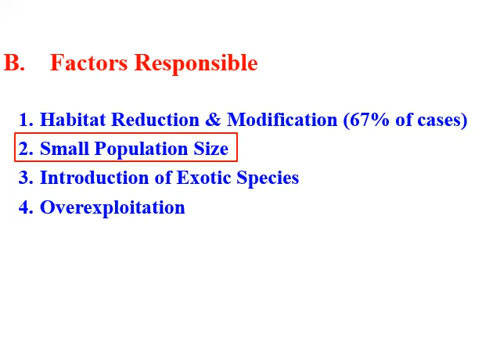 B. Factors Responsible
1. Habitat Reduction & Modification (67% of cases)
2. Small Population Size
3. Introduction of Exotic Species
4. Overexploitation